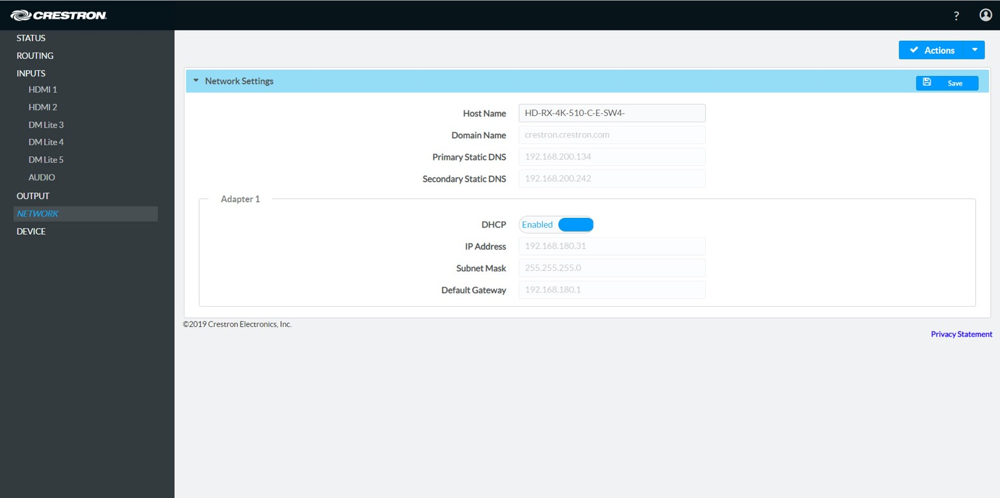 CRESTRON
?
STATUS
ROUTING
INPUTS
HDMI 1
HDMI 2
DM Lite 3
DM Lite 4
DM Lite 5
AUDIO
OUTPUT
NETWORK
DEVICE
Actions
Network Settings
Save
Host Name HD-RX-4K-510-C-E-SW4-
Domain Name crestron.crestron.com
Primary Static DNS 192.168.200.134
Secondary Static DNS 192.168.200.242
Adapter 1
DHCP Enabled
IP Address 192.168.180.31
Subnet Mask 255.255.255.0
Default Gateway 192.168.180.1
©2019 Crestron Electronics, Inc.
Privacy Statement